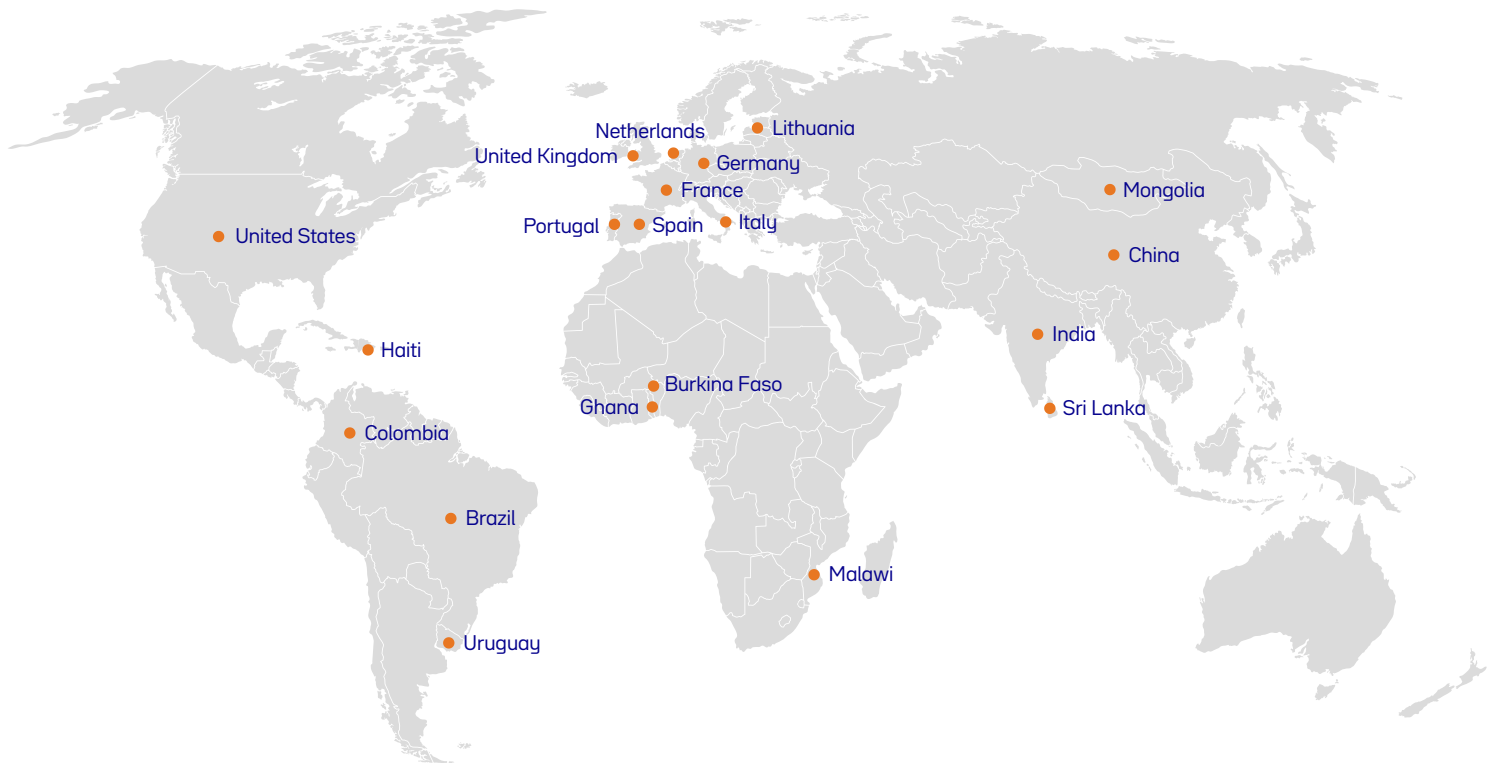 Lithuania
Netherlands
United Kingdom
Germany
France
Mongolia
Portugal
Spain
Italy
United States
China
India
Haiti
Burkina Faso
Ghana
Sri Lanka
Colombia
Brazil
Malawi
Uruguay